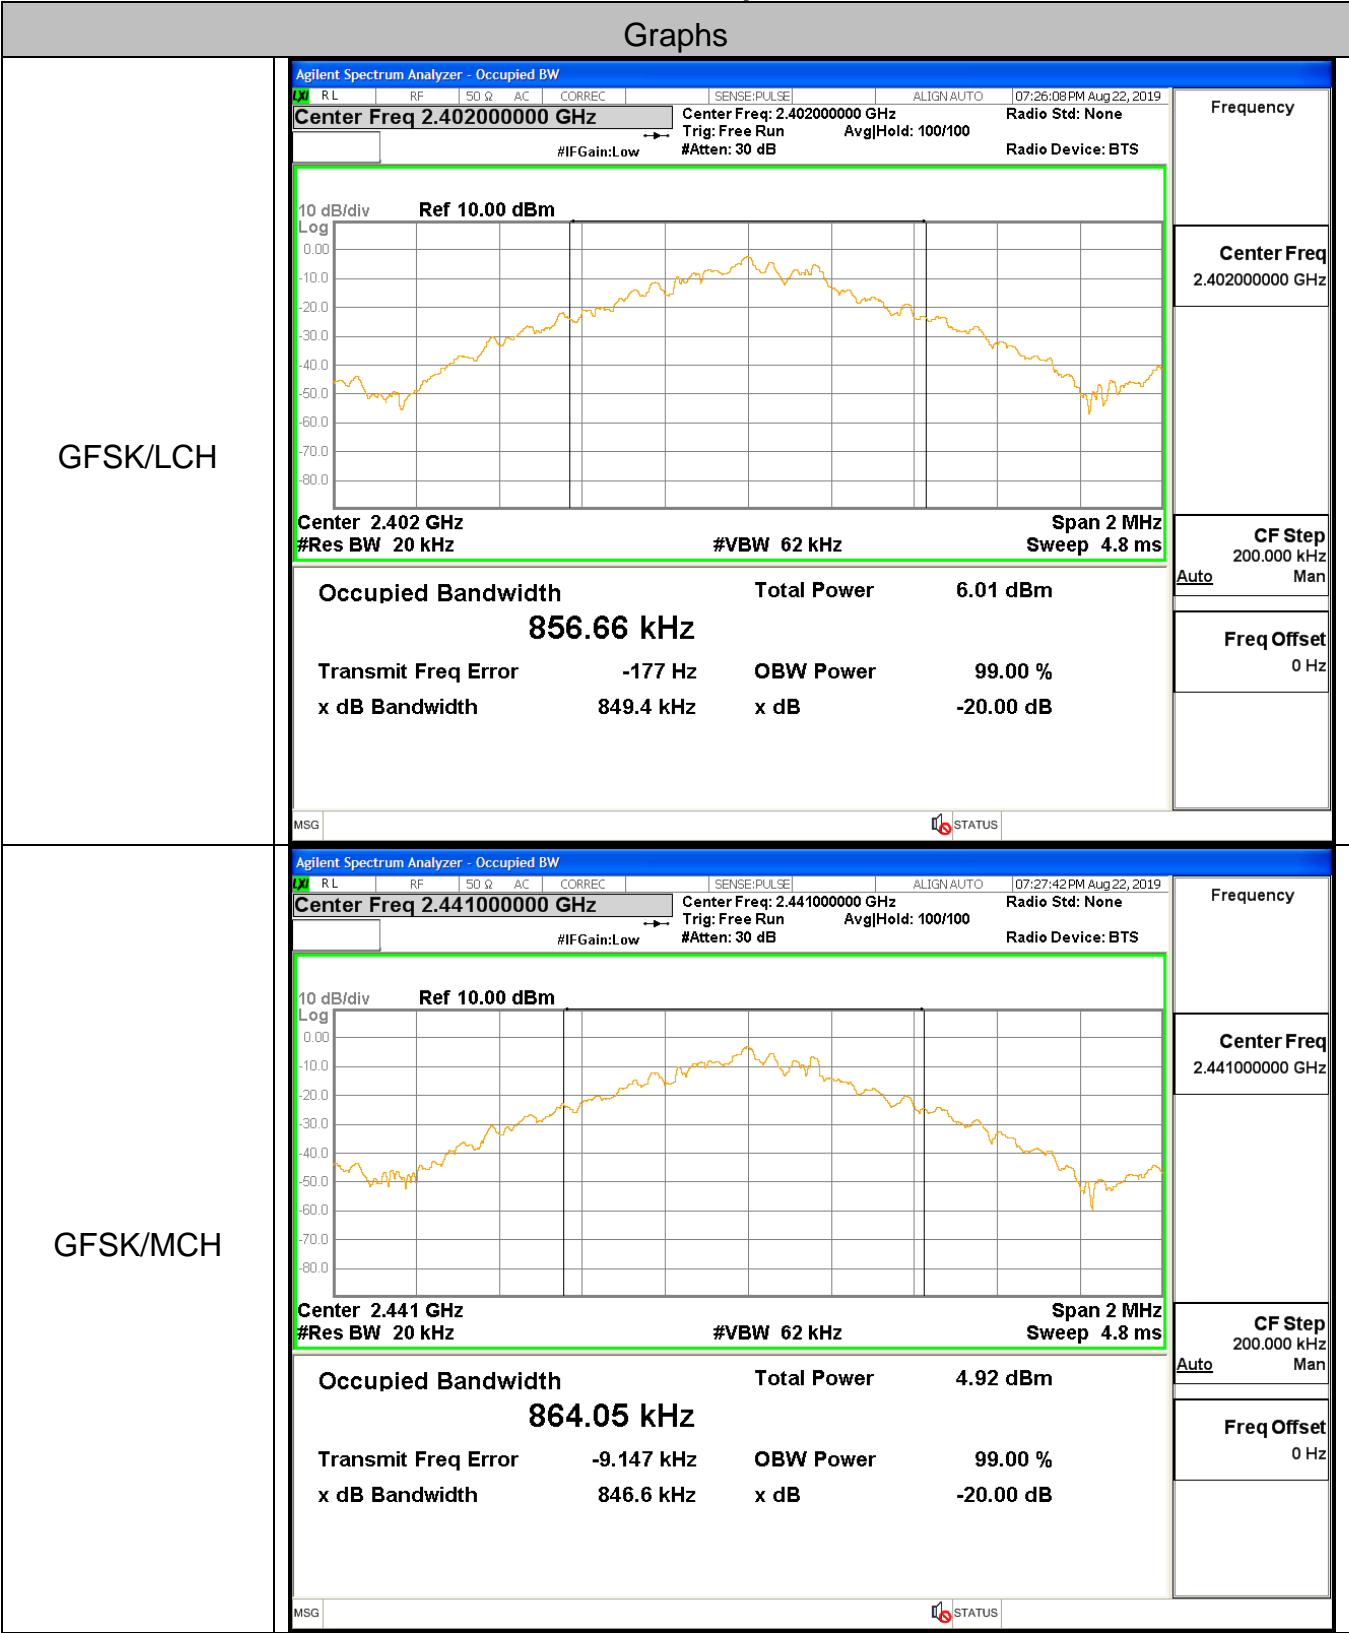 Graphs
GFSK/LCH
Agilent Spectrum Analyzer - Occupied BW
LXI RL RF 50 Ω AC CORREC SENSE:PULSE ALIGN AUTO 07:26:08 PM Aug 22, 2019
Center Freq 2.402000000 GHz
Center Freq: 2.402000000 GHz
Radio Std: None
Trig: Free Run Avg|Hold: 100/100
#IFGain:Low
#Atten: 30 dB
Radio Device: BTS
10 dB/div Ref 10.00 dBm
Log
0.00
-10.0
-20.0
-30.0
-40.0
-50.0
-60.0
-70.0
-80.0
Center 2.402 GHz Span 2 MHz
#Res BW 20 kHz #VBW 62 kHz Sweep 4.8 ms
Occupied Bandwidth Total Power 6.01 dBm
856.66 kHz
Transmit Freq Error -177 Hz OBW Power 99.00 %
x dB Bandwidth 849.4 kHz x dB -20.00 dB
MSG STATUS
Frequency
Center Freq
2.402000000 GHz
CF Step
200.000 kHz
Auto Man
Freq Offset
0 Hz
GFSK/MCH
Agilent Spectrum Analyzer - Occupied BW
LXI RL RF 50 Ω AC CORREC SENSE:PULSE ALIGN AUTO 07:27:42 PM Aug 22, 2019
Center Freq 2.441000000 GHz
Center Freq: 2.441000000 GHz
Radio Std: None
Trig: Free Run Avg|Hold: 100/100
#IFGain:Low
#Atten: 30 dB
Radio Device: BTS
10 dB/div Ref 10.00 dBm
Log
0.00
-10.0
-20.0
-30.0
-40.0
-50.0
-60.0
-70.0
-80.0
Center 2.441 GHz Span 2 MHz
#Res BW 20 kHz #VBW 62 kHz Sweep 4.8 ms
Occupied Bandwidth Total Power 4.92 dBm
864.05 kHz
Transmit Freq Error -9.147 kHz OBW Power 99.00 %
x dB Bandwidth 846.6 kHz x dB -20.00 dB
MSG STATUS
Frequency
Center Freq
2.441000000 GHz
CF Step
200.000 kHz
Auto Man
Freq Offset
0 Hz